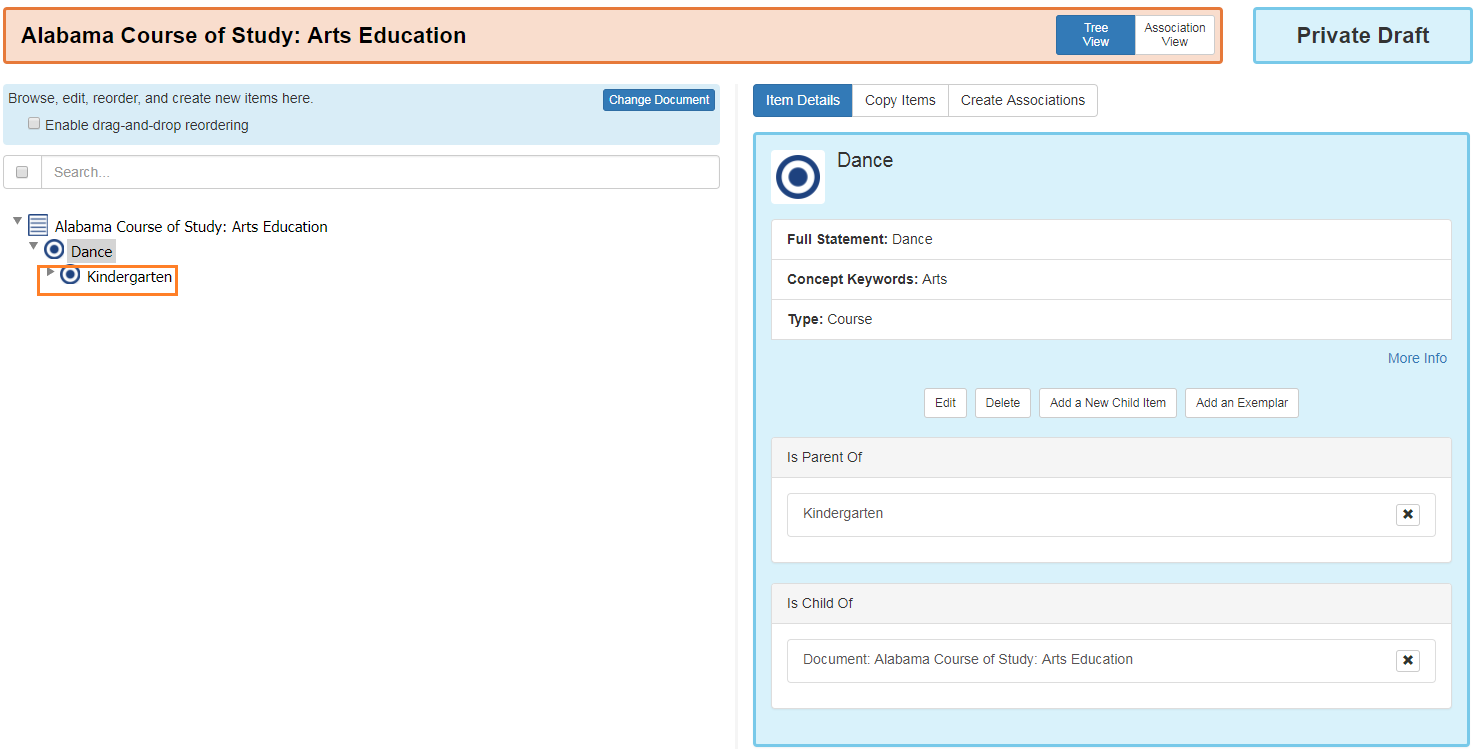 Alabama Course of Study: Arts Education
Tree
View
Association
View
Private Draft
Browse, edit, reorder, and create new items here.
Change Document
Enable drag-and-drop reordering
Search...
Alabama Course of Study: Arts Education
Dance
Kindergarten
Item Details
Copy Items
Create Associations
Dance
Full Statement: Dance
Concept Keywords: Arts
Type: Course
More Info
Edit
Delete
Add a New Child Item
Add an Exemplar
Is Parent Of
Kindergarten
Is Child Of
Document: Alabama Course of Study: Arts Education